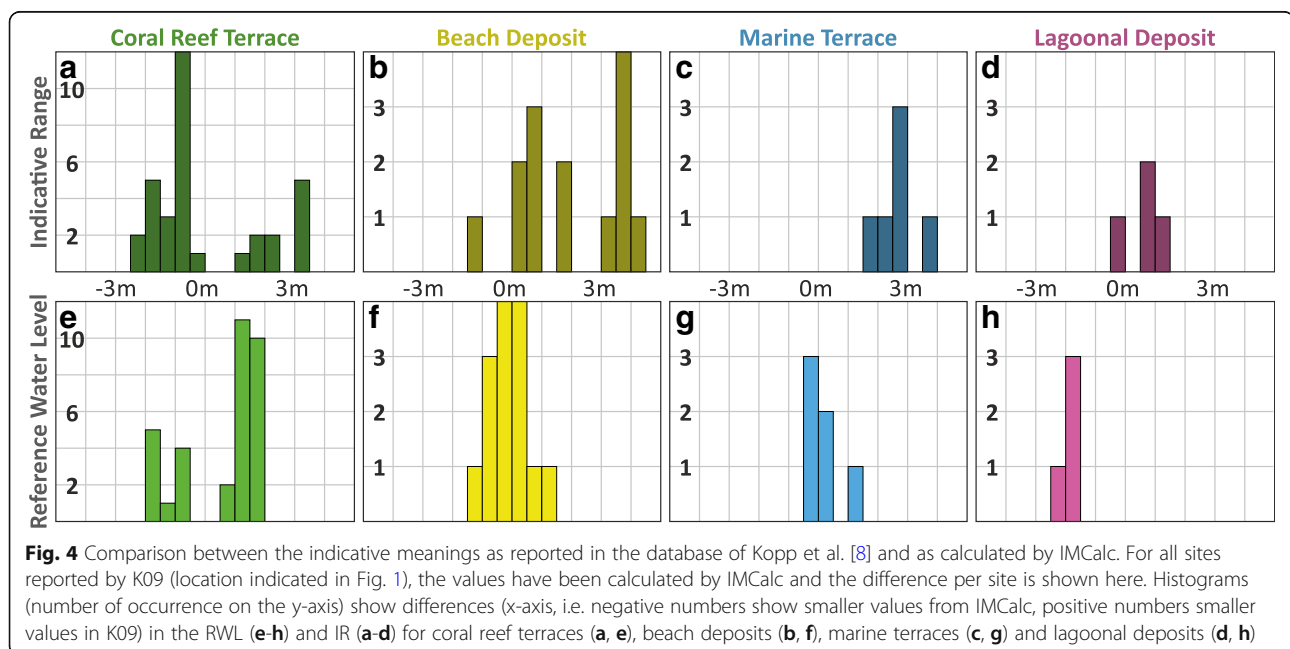 Coral Reef Terrace Beach Deposit Marine Terrace Lagoonal Deposit
Indicative Range
a
10
6
2
b
3
2
1
c
3
2
1
d
3
2
1
-3m 0m 3m -3m 0m 3m -3m 0m 3m -3m 0m 3m
Reference Water Level
e
10
6
2
f
3
2
1
g
3
2
1
h
3
2
1
Fig. 4 Comparison between the indicative meanings as reported in the database of Kopp et al. [8] and as calculated by IMCalc. For all sites
reported by K09 (location indicated in Fig. 1), the values have been calculated by IMCalc and the difference per site is shown here. Histograms
(number of occurrence on the y-axis) show differences (x-axis, i.e. negative numbers show smaller values from IMCalc, positive numbers smaller
values in K09) in the RWL (e-h) and IR (a-d) for coral reef terraces (a, e), beach deposits (b, f), marine terraces (c, g) and lagoonal deposits (d, h)